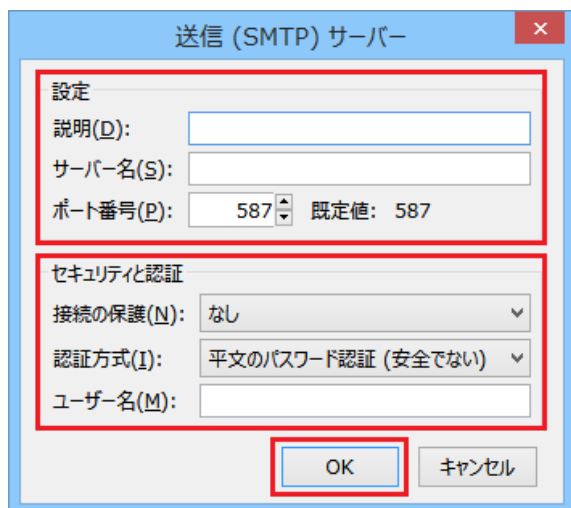 送信 (SMTP) サーバー
設定
説明(D):
サーバー名(S):
ポート番号(P): 587 既定値: 587
セキュリティと認証
接続の保護(N): なし
認証方式(I): 平文のパスワード認証 (安全でない)
ユーザー名(M):
OK キャンセル